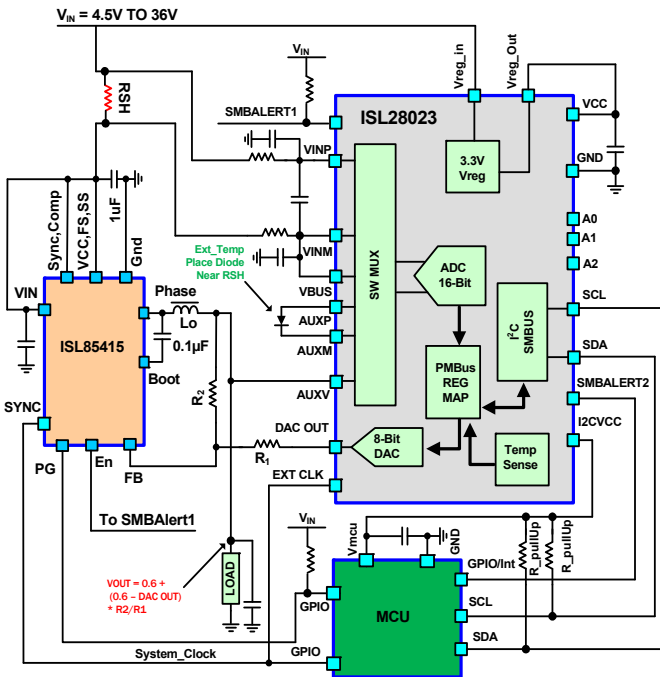 V_IN = 4.5V TO 36V
RSH
V_IN
SMBALERT1
Vreg_in
Vreg_Out
ISL28023
VCC
3.3V
Vreg
GND
VINP
1uF
Sync,Comp
VCC,FS,SS
Gnd
A0
A1
A2
VINM
Ext_Temp
Place Diode
Near RSH
SW MUX
ADC
16-Bit
VBUS
AUXP
AUXM
VIN
Phase
Lo
ISL85415
0.1µF
Boot
I²C
SMBUS
SCL
SDA
PMBus
REG
MAP
AUXV
R2
SMBALERT2
SYNC
DAC OUT
8-Bit
DAC
Temp
Sense
I2CVCC
PG
En
FB
R1
EXT CLK
To SMBAlert1
V_IN
Vmcu
GND
R_pullUp
R_pullUp
GPIO/Int
VOUT = 0.6 +
(0.6 – DAC OUT)
* R2/R1
LOAD
GPIO
MCU
SCL
SDA
System_Clock
GPIO